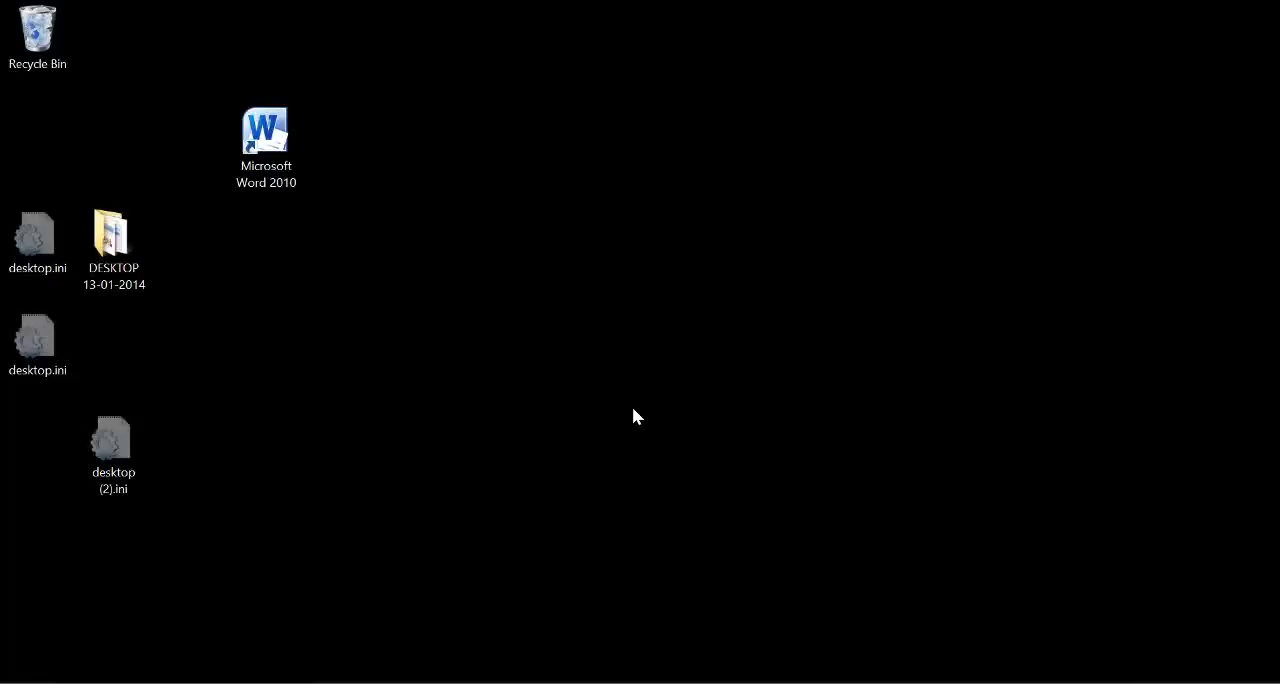 Recycle Bin
Microsoft
Word 2010
desktop.ini
DESKTOP
13-01-2014
desktop.ini
desktop
(2).ini